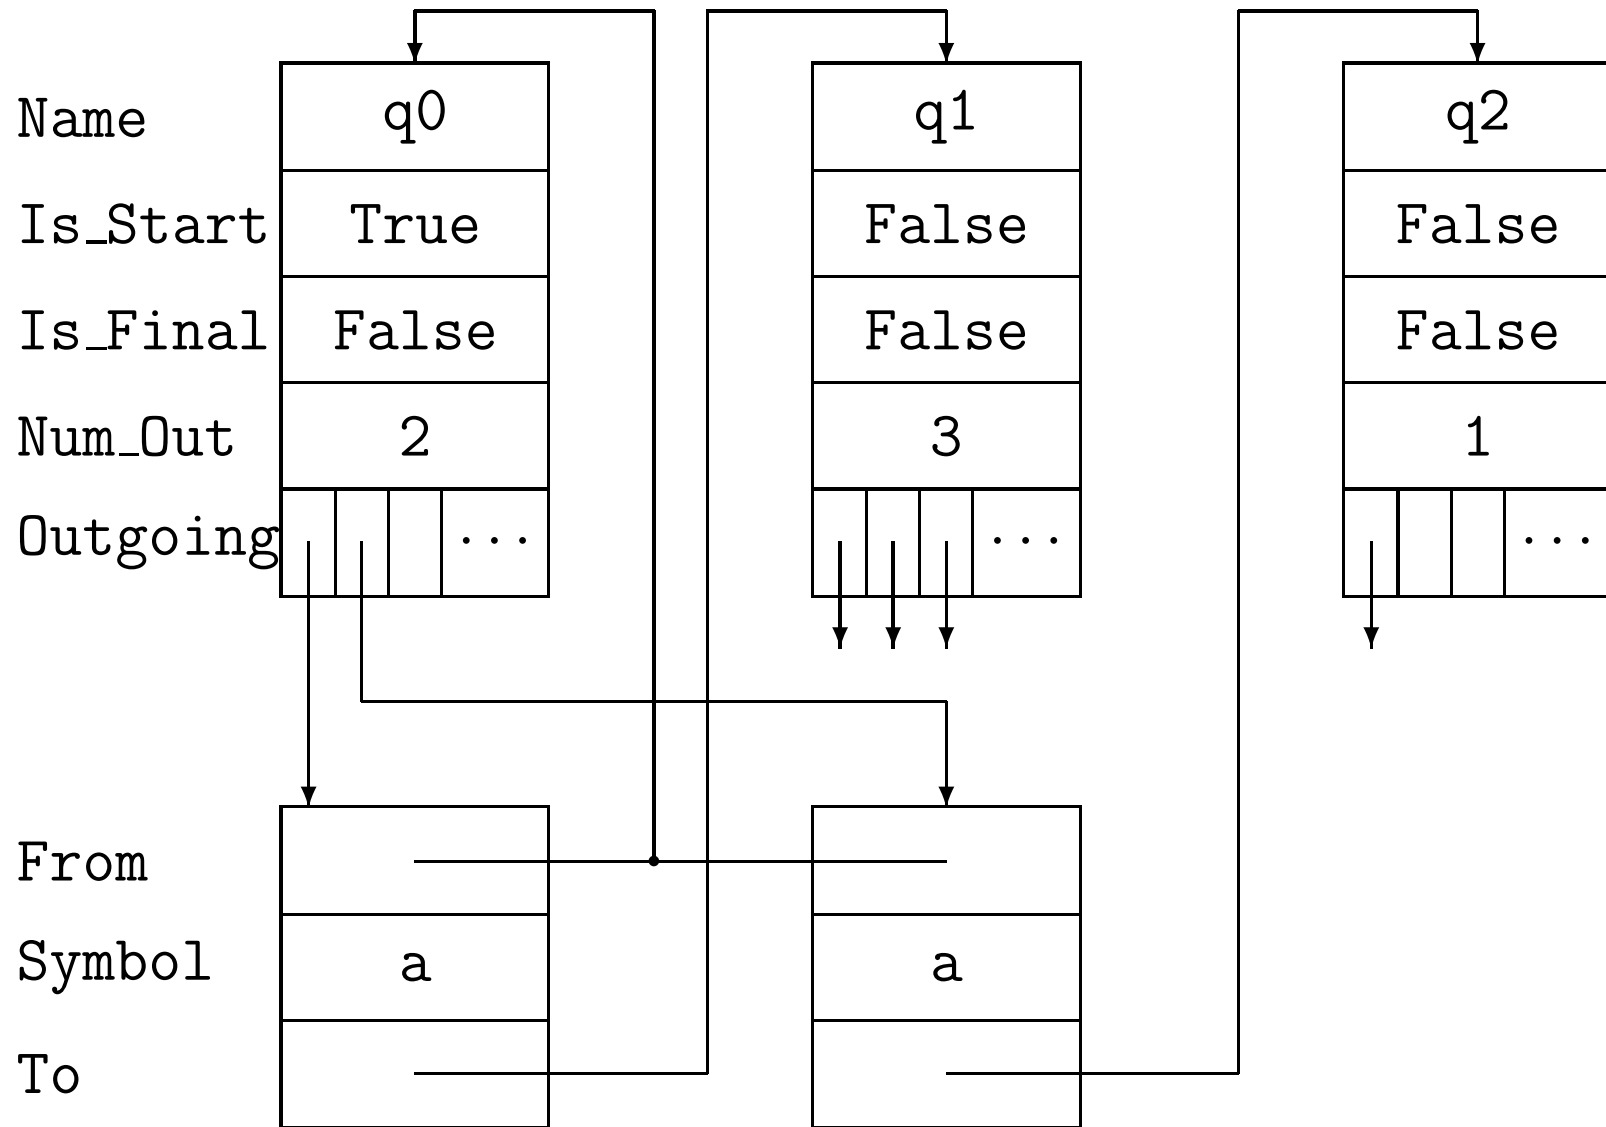 Name q0 q1 q2
Is_Start True False False
Is_Final False False False
Num_Out 2 3 1
Outgoing ... ... ...
From
Symbol a a
To